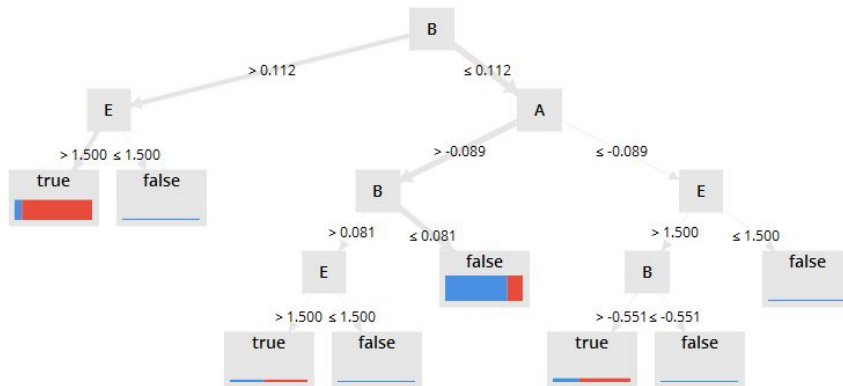 B
> 0.112
≤ 0.112
E
A
> 1.500 ≤ 1.500
> -0.089
≤ -0.089
true
false
B
E
> 0.081
≤ 0.081
> 1.500
≤ 1.500
E
false
B
false
> 1.500 ≤ 1.500
> -0.551 ≤ -0.551
true
false
true
false